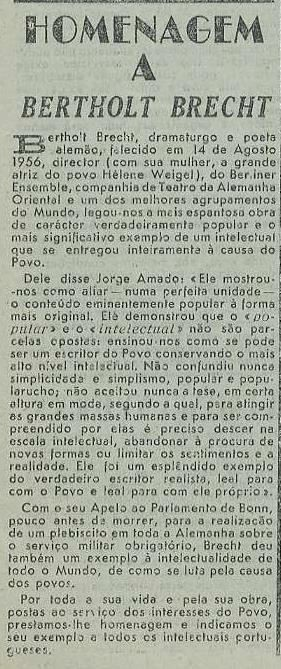 HOMENAGEM
A
BERTHOLT BRECHT
Bertholt Brecht, dramaturgo e poeta
alemão, falecido em 14 de Agosto
1956, director (com sua mulher, a grande
atriz do povo Hélene Weigel), do Berliner
Ensemble, companhia de Teatro da Alemanha
Oriental e um dos melhores agrupamentos
do Mundo, legou-nos a mais espantosa obra
de carácter verdadeiramente popular e o
mais significativo exemplo de um intelectual
que se entregou inteiramente à causa do
Povo.
Dele disse Jorge Amado: «Ele mostrou-
-nos como aliar— numa perfeita unidade—
o conteúdo eminentemente popular à forma
mais original. Ele demonstrou que o «po-
pular» e o «intelectual» não são par-
celas opostas: ensinou-nos como se pode
ser um escritor do Povo conservando o mais
alto nível intelectual. Não confundiu nunca
simplicidade e simplismo, popular e popu-
larucho; não aceitou nunca a tese, em certa
altura em moda, segundo a qual, para atingir
as grandes massas humanas e para ser com-
preendido por elas é preciso descer na
escala intelectual, abandonar à procura de
novas formas ou limitar os sentimentos e a
realidade. Ele foi um esplêndido exemplo
do verdadeiro escritor realista, leal para
com o Povo e leal para com ele próprio».
Com o seu Apelo ao Parlamento de Bonn,
pouco antes de morrer, para a realização
de um plebiscito em toda a Alemanha sobre
o serviço militar obrigatório, Brecht deu
também um exemplo à intelectualidade de
todo o Mundo, de como se luta pela causa
dos povos.
Por toda a sua vida e pela sua obra,
postas ao serviço dos interesses do Povo,
prestamos-lhe homenagem e indicamos o
seu exemplo a todos os intelectuais portu-
gueses.